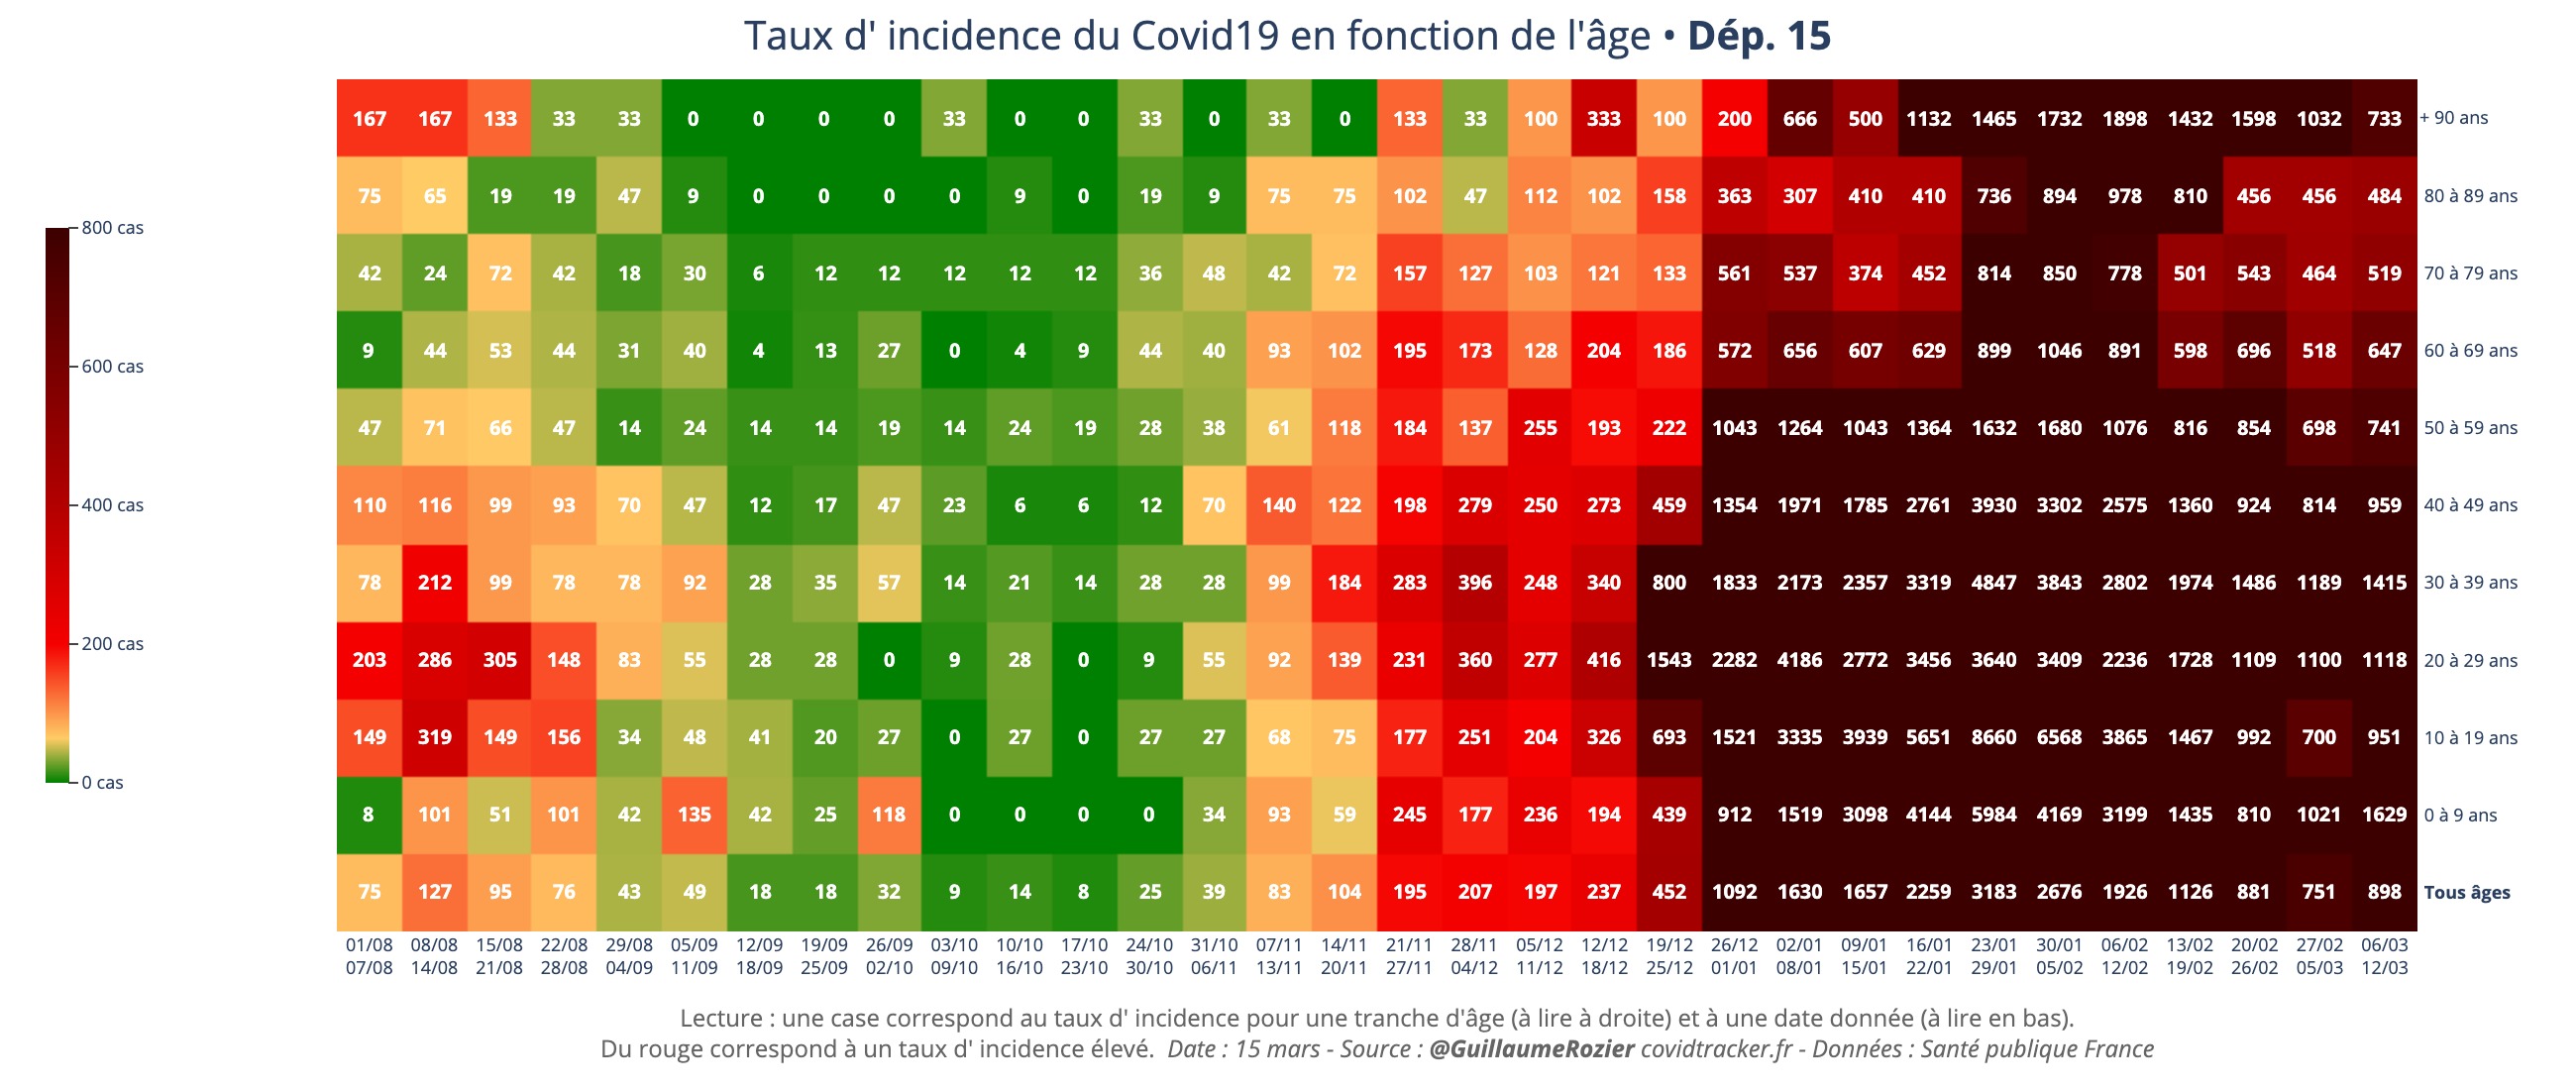 Taux d' incidence du Covid19 en fonction de l'âge • Dép. 15
167 167 133 33 33 0 0 0 0 33 0 0 33 0 33 0 133 33 100 333 100 200 666 500 1132 1465 1732 1898 1432 1598 1032 733 + 90 ans
75 65 19 19 47 9 0 0 0 0 9 0 19 9 75 75 102 47 112 102 158 363 307 410 410 736 894 978 810 456 456 484 80 à 89 ans
800 cas
42 24 72 42 18 30 6 12 12 12 12 12 36 48 42 72 157 127 103 121 133 561 537 374 452 814 850 778 501 543 464 519 70 à 79 ans
9 44 53 44 31 40 4 13 27 0 4 9 44 40 93 102 195 173 128 204 186 572 656 607 629 899 1046 891 598 696 518 647 60 à 69 ans
600 cas
47 71 66 47 14 24 14 14 19 14 24 19 28 38 61 118 184 137 255 193 222 1043 1264 1043 1364 1632 1680 1076 816 854 698 741 50 à 59 ans
400 cas
110 116 99 93 70 47 12 17 47 23 6 6 12 70 140 122 198 279 250 273 459 1354 1971 1785 2761 3930 3302 2575 1360 924 814 959 40 à 49 ans
78 212 99 78 78 92 28 35 57 14 21 14 28 28 99 184 283 396 248 340 800 1833 2173 2357 3319 4847 3843 2802 1974 1486 1189 1415 30 à 39 ans
200 cas
203 286 305 148 83 55 28 28 0 9 28 0 9 55 92 139 231 360 277 416 1543 2282 4186 2772 3456 3640 3409 2236 1728 1109 1100 1118 20 à 29 ans
149 319 149 156 34 48 41 20 27 0 27 0 27 27 68 75 177 251 204 326 693 1521 3335 3939 5651 8660 6568 3865 1467 992 700 951 10 à 19 ans
0 cas
8 101 51 101 42 135 42 25 118 0 0 0 0 34 93 59 245 177 236 194 439 912 1519 3098 4144 5984 4169 3199 1435 810 1021 1629 0 à 9 ans
75 127 95 76 43 49 18 18 32 9 14 8 25 39 83 104 195 207 197 237 452 1092 1630 1657 2259 3183 2676 1926 1126 881 751 898 Tous âges
01/08 08/08 15/08 22/08 29/08 05/09 12/09 19/09 26/09 03/10 10/10 17/10 24/10 31/10 07/11 14/11 21/11 28/11 05/12 12/12 19/12 26/12 02/01 09/01 16/01 23/01 30/01 06/02 13/02 20/02 27/02 06/03
07/08 14/08 21/08 28/08 04/09 11/09 18/09 25/09 02/10 09/10 16/10 23/10 30/10 06/11 13/11 20/11 27/11 04/12 11/12 18/12 25/12 01/01 08/01 15/01 22/01 29/01 05/02 12/02 19/02 26/02 05/03 12/03
Lecture : une case correspond au taux d' incidence pour une tranche d'âge (à lire à droite) et à une date donnée (à lire en bas).
Du rouge correspond à un taux d' incidence élevé. Date : 15 mars - Source : @GuillaumeRozier covidtracker.fr - Données : Santé publique France